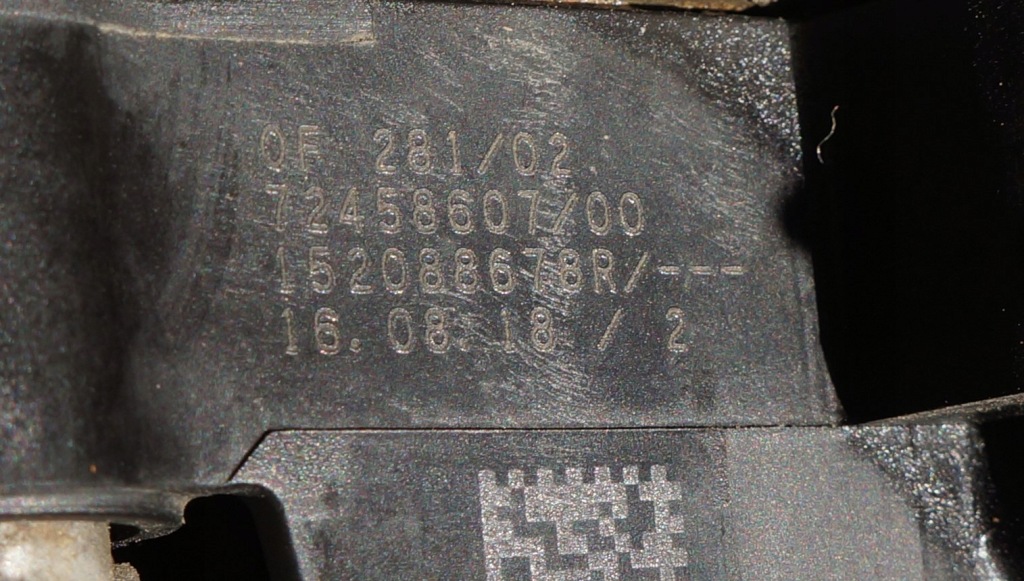 OF 281/02
72458607/00
152088678R/---
16.08.18 / 2